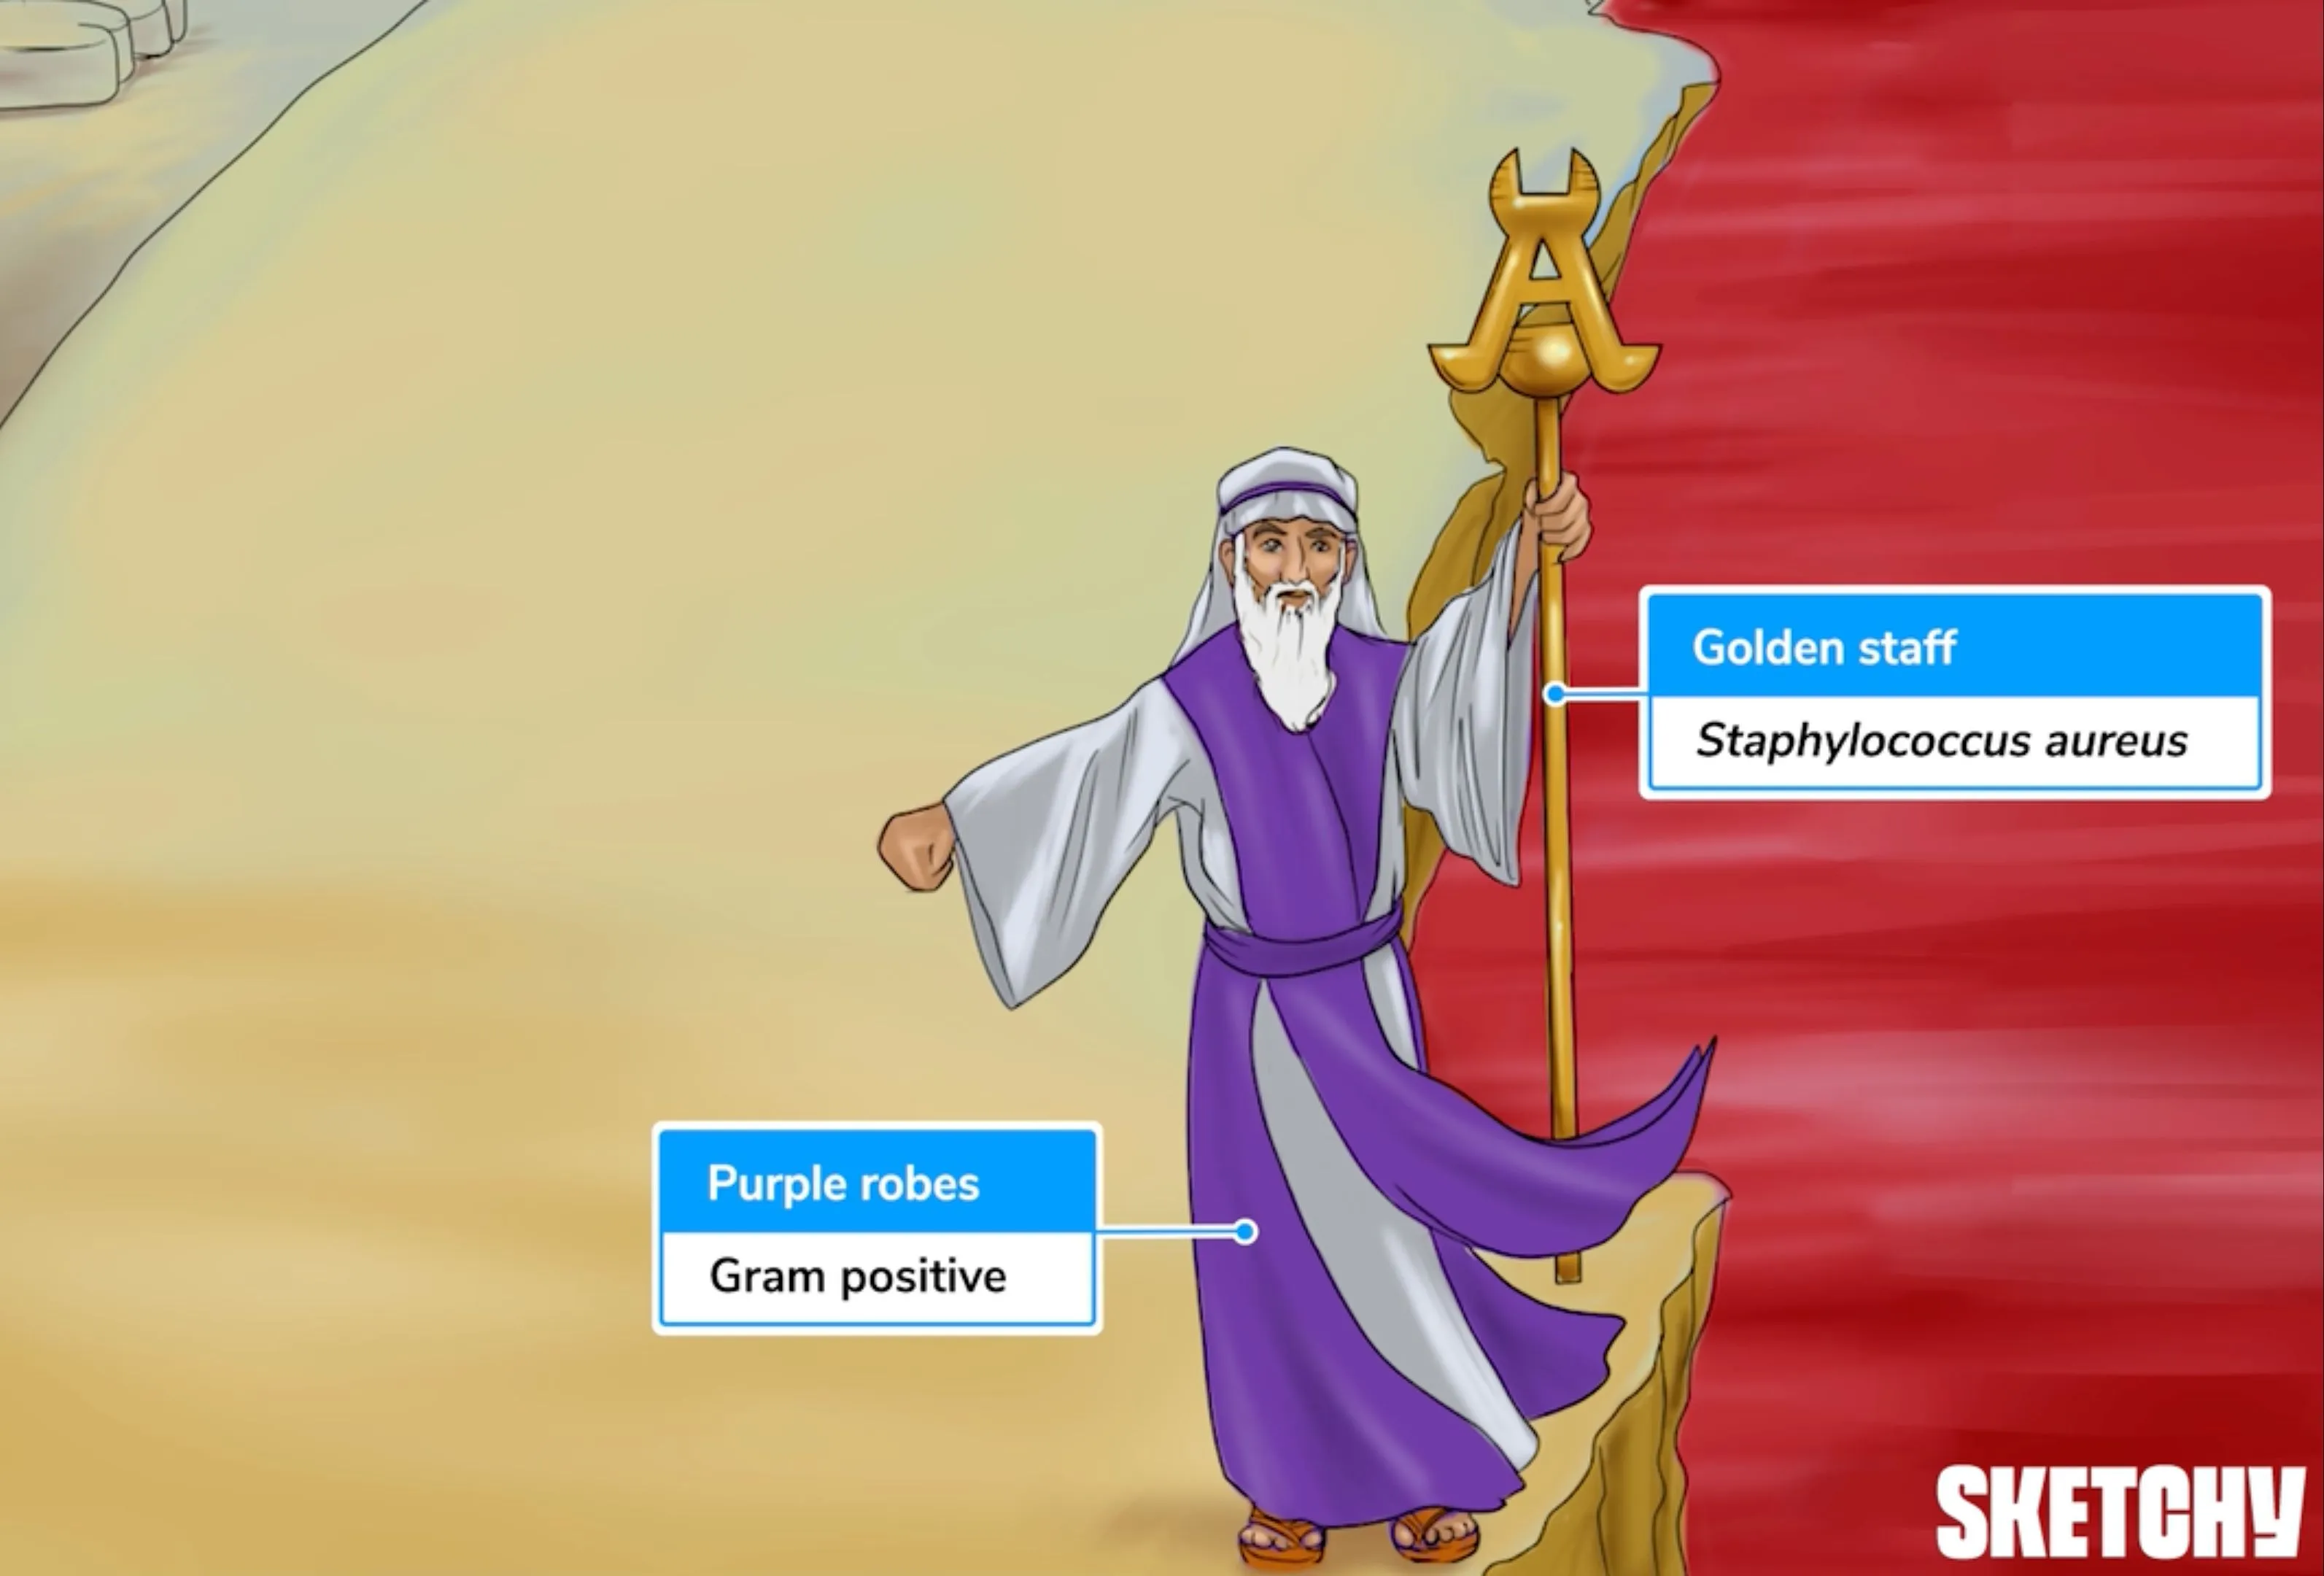 A
Golden staff
Staphylococcus aureus
Purple robes
Gram positive
SKETCHY